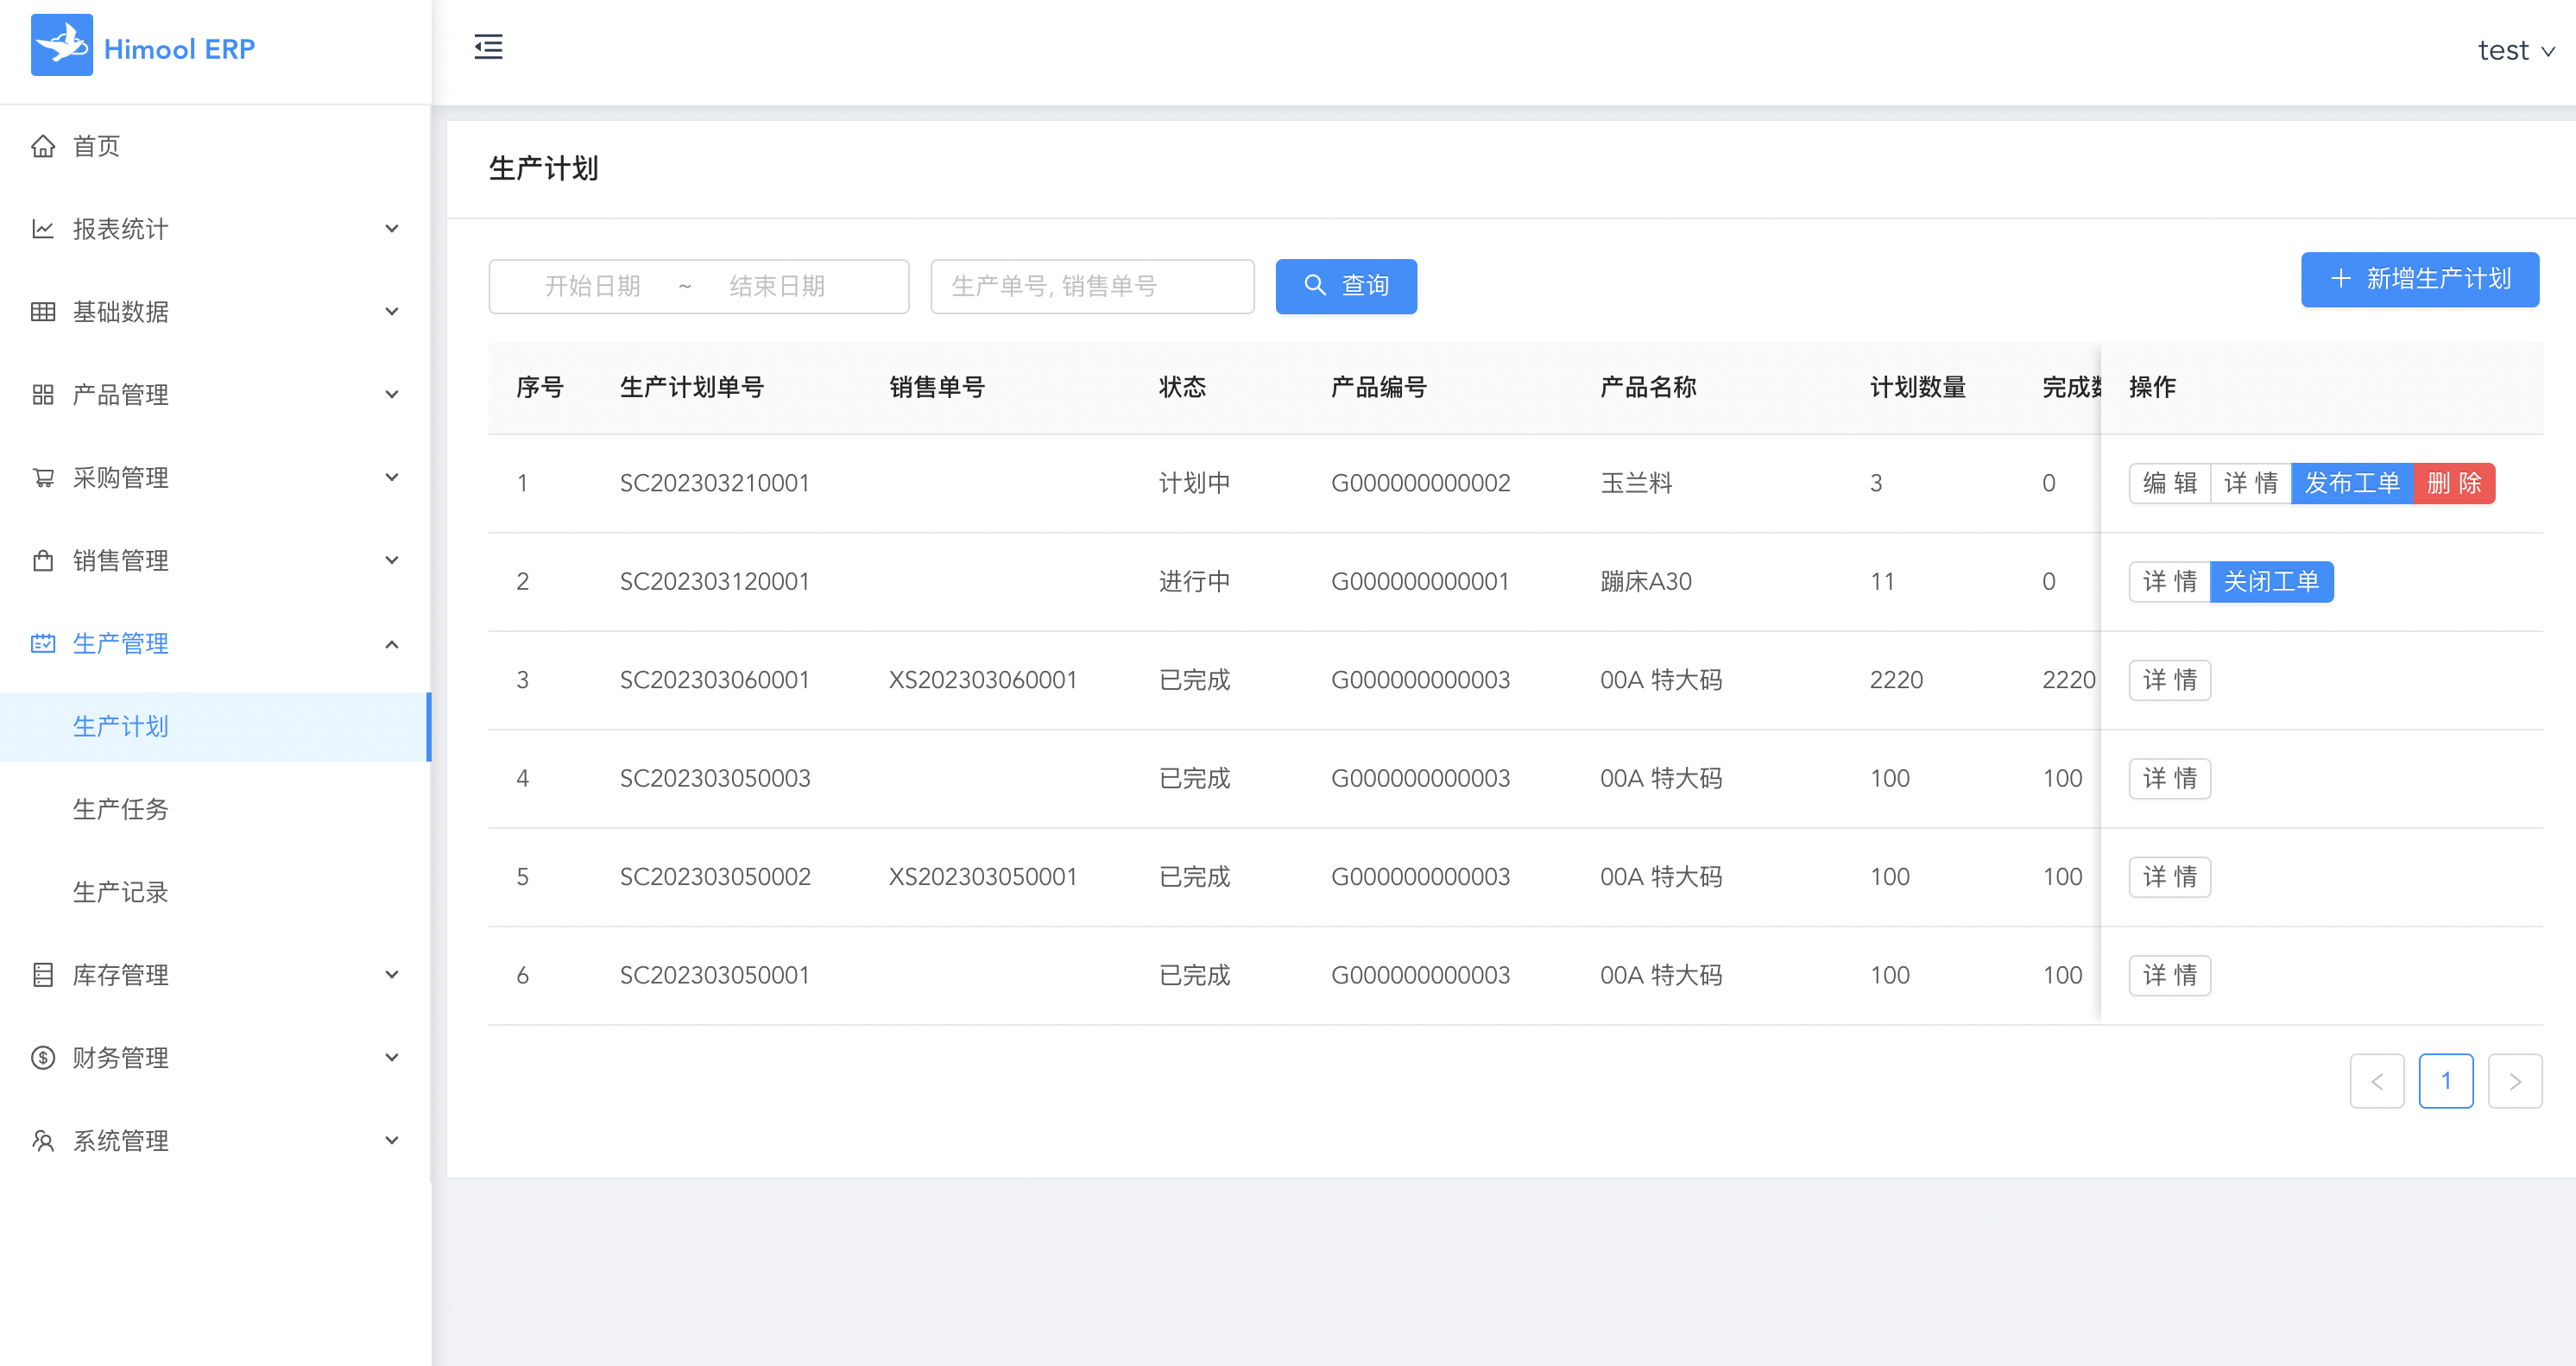 Himool ERP
test
首页
报表统计
基础数据
产品管理
采购管理
销售管理
生产管理
生产计划
生产任务
生产记录
库存管理
财务管理
系统管理
生产计划
开始日期 ~ 结束日期 生产单号, 销售单号 查询 新增生产计划
序号 生产计划单号 销售单号 状态 产品编号 产品名称 计划数量 完成数 操作
1 SC202303210001 计划中 G000000000002 玉兰料 3 0 编辑 详情 发布工单 删除
2 SC202303120001 进行中 G000000000001 蹦床A30 11 0 详情 关闭工单
3 SC202303060001 XS202303060001 已完成 G000000000003 00A 特大码 2220 2220 详情
4 SC202303050003 已完成 G000000000003 00A 特大码 100 100 详情
5 SC202303050002 XS202303050001 已完成 G000000000003 00A 特大码 100 100 详情
6 SC202303050001 已完成 G000000000003 00A 特大码 100 100 详情
1